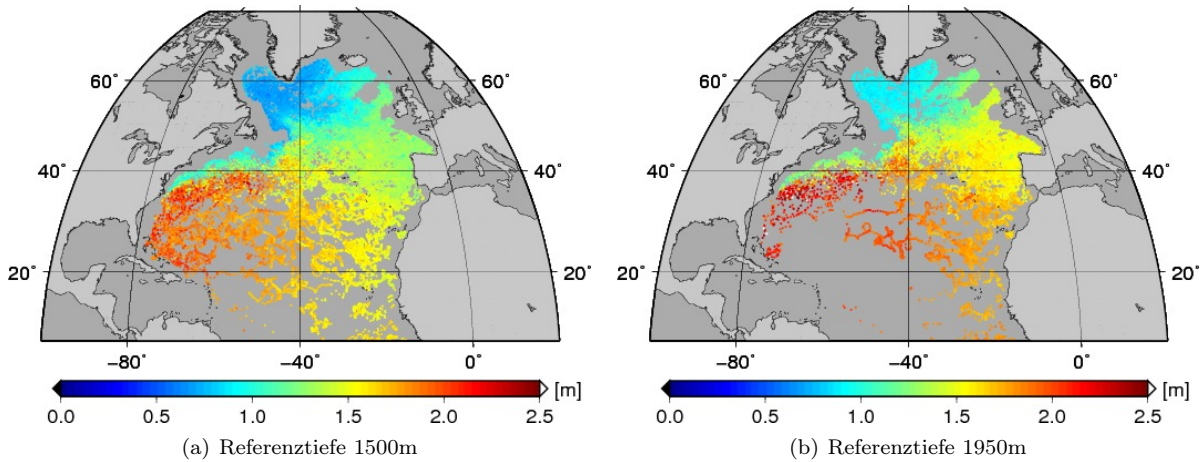 60° 60° 60° 60°
40° 40° 40° 40°
20° 20° 20° 20°
−80° −40° 0° −80° −40° 0°
[m] [m]
0.0 0.5 1.0 1.5 2.0 2.5 0.0 0.5 1.0 1.5 2.0 2.5
(a) Referenztiefe 1500m (b) Referenztiefe 1950m